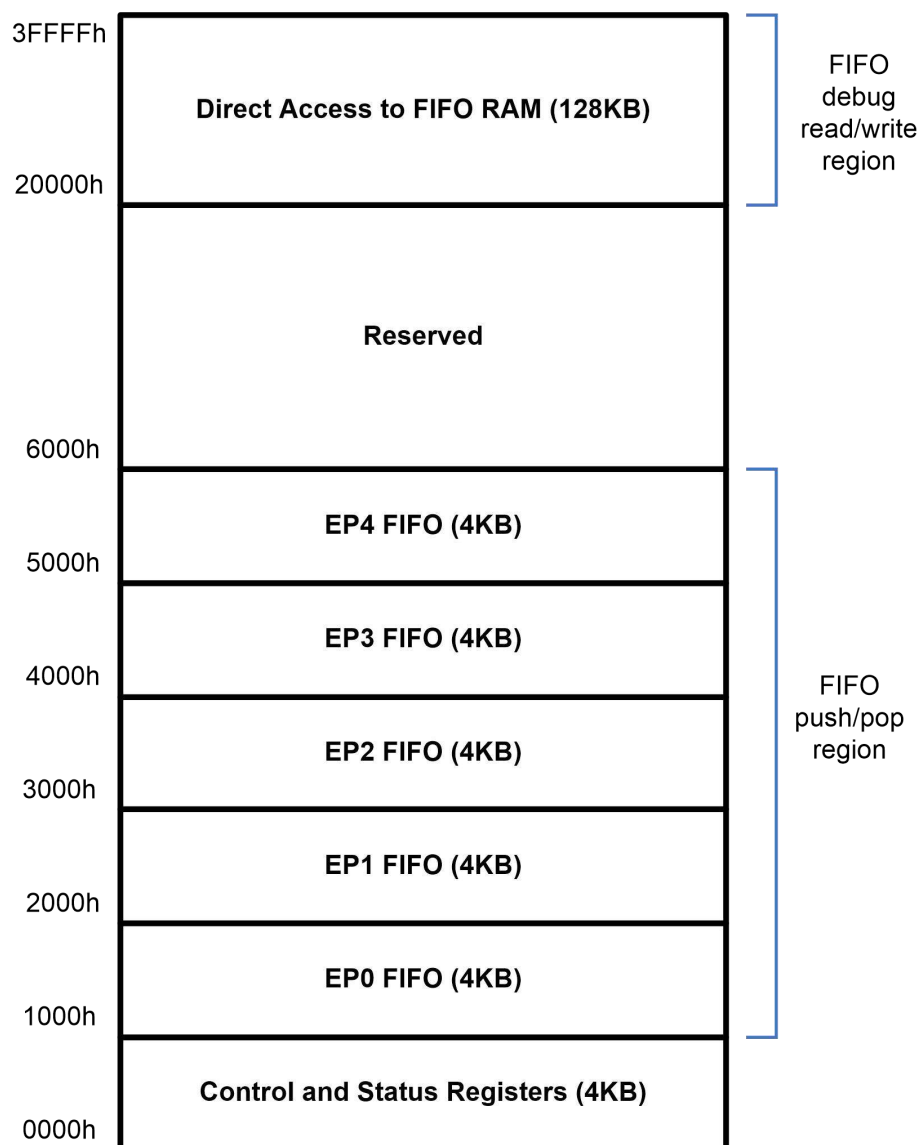 3FFFFh
Direct Access to FIFO RAM (128KB)
FIFO
debug
read/write
region
20000h
Reserved
6000h
EP4 FIFO (4KB)
5000h
EP3 FIFO (4KB)
4000h
FIFO
push/pop
region
EP2 FIFO (4KB)
3000h
EP1 FIFO (4KB)
2000h
EP0 FIFO (4KB)
1000h
Control and Status Registers (4KB)
0000h